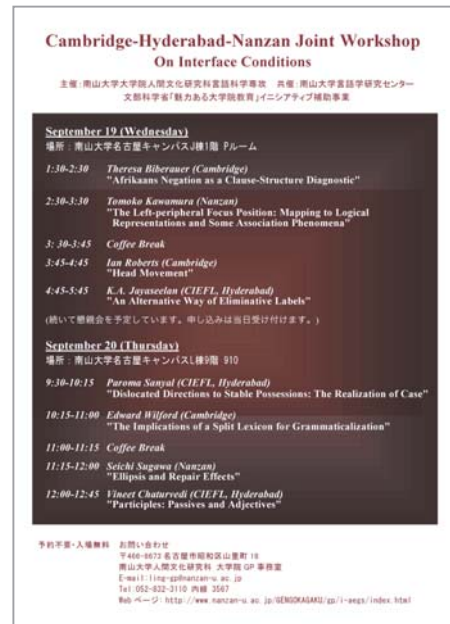 Cambridge-Hyderabad-Nanzan Joint Workshop
On Interface Conditions
主催：南山大学大学院人間文化研究科言語科学専攻　共催：南山大学言語学研究センター
文部科学省「魅力ある大学院教育」イニシアティブ補助事業
September 19 (Wednesday)
場所：南山大学名古屋キャンパスJ棟1階 Pルーム
1:30-2:30 Theresa Biberauer (Cambridge)
"Afrikaans Negation as a Clause-Structure Diagnostic"
2:30-3:30 Tomoko Kawamura (Nanzan)
"The Left-peripheral Focus Position: Mapping to Logical
Representations and Some Association Phenomena"
3: 30-3:45 Coffee Break
3:45-4:45 Ian Roberts (Cambridge)
"Head Movement"
4:45-5:45 K.A. Jayaseelan (CIEFL, Hyderabad)
"An Alternative Way of Eliminative Labels"
(続いて懇親会を予定しています。申し込みは当日受け付けます。)
September 20 (Thursday)
場所：南山大学名古屋キャンパスL棟9階 910
9:30-10:15 Paroma Sanyal (CIEFL, Hyderabad)
"Dislocated Directions to Stable Possessions: The Realization of Case"
10:15-11:00 Edward Wilford (Cambridge)
"The Implications of a Split Lexicon for Grammaticalization"
11:00-11:15 Coffee Break
11:15-12:00 Seichi Sugawa (Nanzan)
"Ellipsis and Repair Effects"
12:00-12:45 Vineet Chaturvedi (CIEFL, Hyderabad)
"Participles: Passives and Adjectives"
予約不要・入場無料 お問い合わせ
〒466-8673 名古屋市昭和区山里町 18
南山大学人間文化研究科 大学院 GP 事務室
E-mail:ling-gp@nanzan-u.ac.jp
Tel:052-832-3110 内線 3567
Web ページ: http://www.nanzan-u.ac.jp/GENGOKAGAKU/gp/i-aegs/index.html